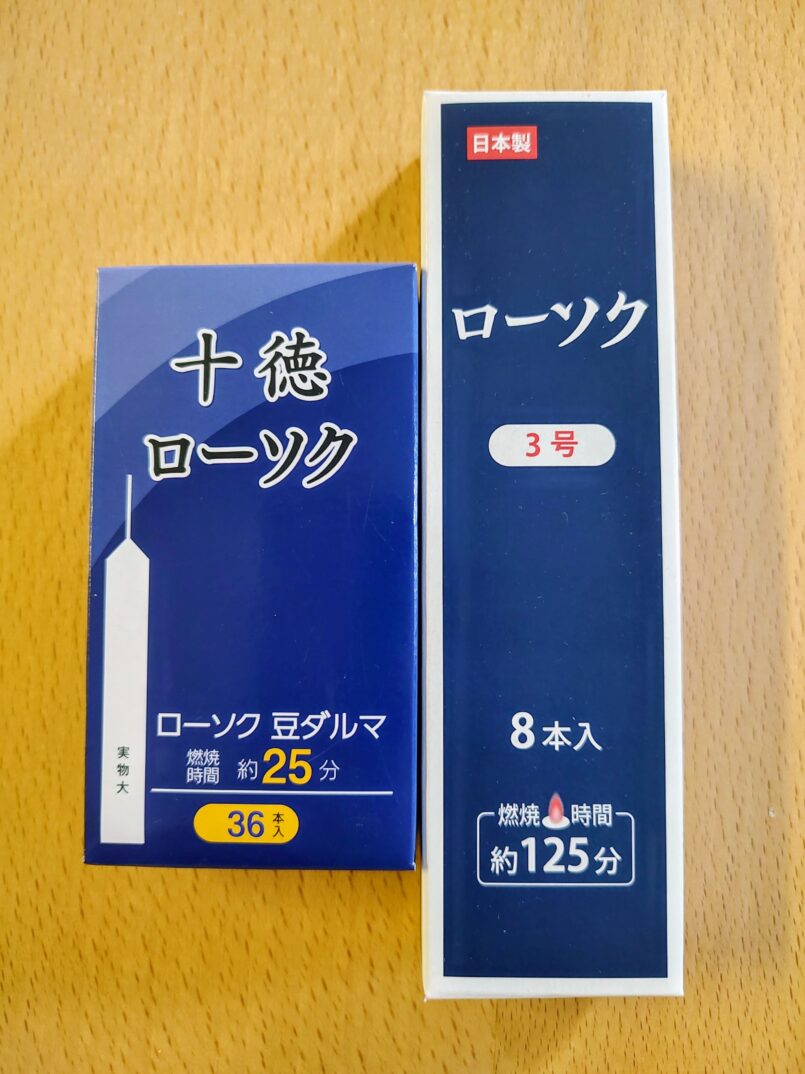 十徳
ローソク
実物大
ローソク 豆ダルマ
燃焼時間 約25分
36本入
日本製
ローソク
3号
8本入
燃焼時間
約125分